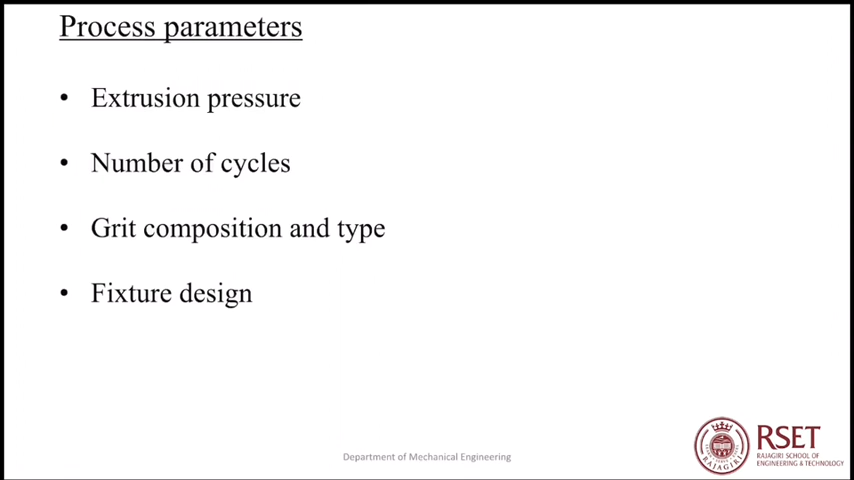 Process parameters
• Extrusion pressure
• Number of cycles
• Grit composition and type
• Fixture design
Department of Mechanical Engineering
RAJAGIRI
RSET
RAJAGIRI SCHOOL OF
ENGINEERING & TECHNOLOGY